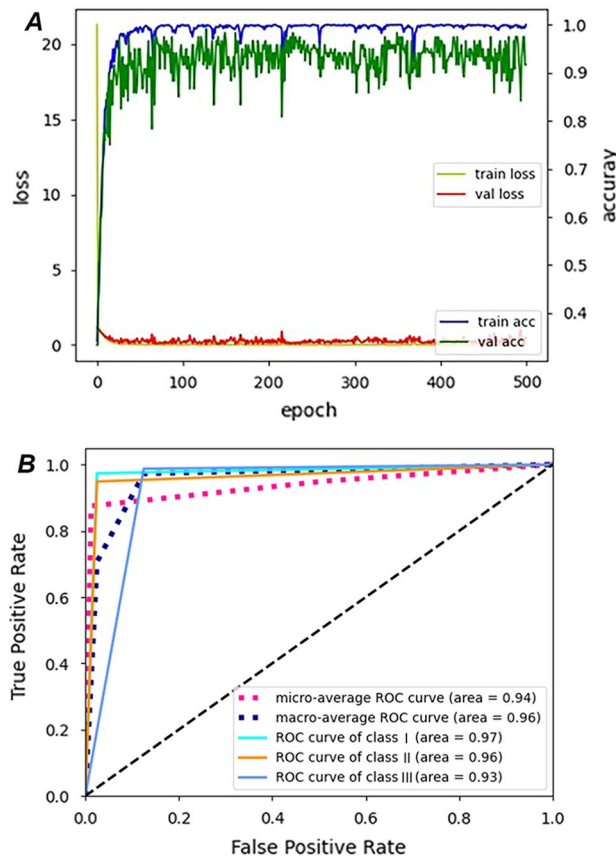 A
20
15
10
5
0
loss
1.0
0.9
0.8
0.7
0.6
0.5
0.4
accuray
train loss
val loss
train acc
val acc
0
100
200
300
400
500
epoch
B
1.0
0.8
0.6
0.4
0.2
0.0
True Positive Rate
micro-average ROC curve (area = 0.94)
macro-average ROC curve (area = 0.96)
ROC curve of class I (area = 0.97)
ROC curve of class II (area = 0.96)
ROC curve of class III (area = 0.93)
0.0
0.2
0.4
0.6
0.8
1.0
False Positive Rate